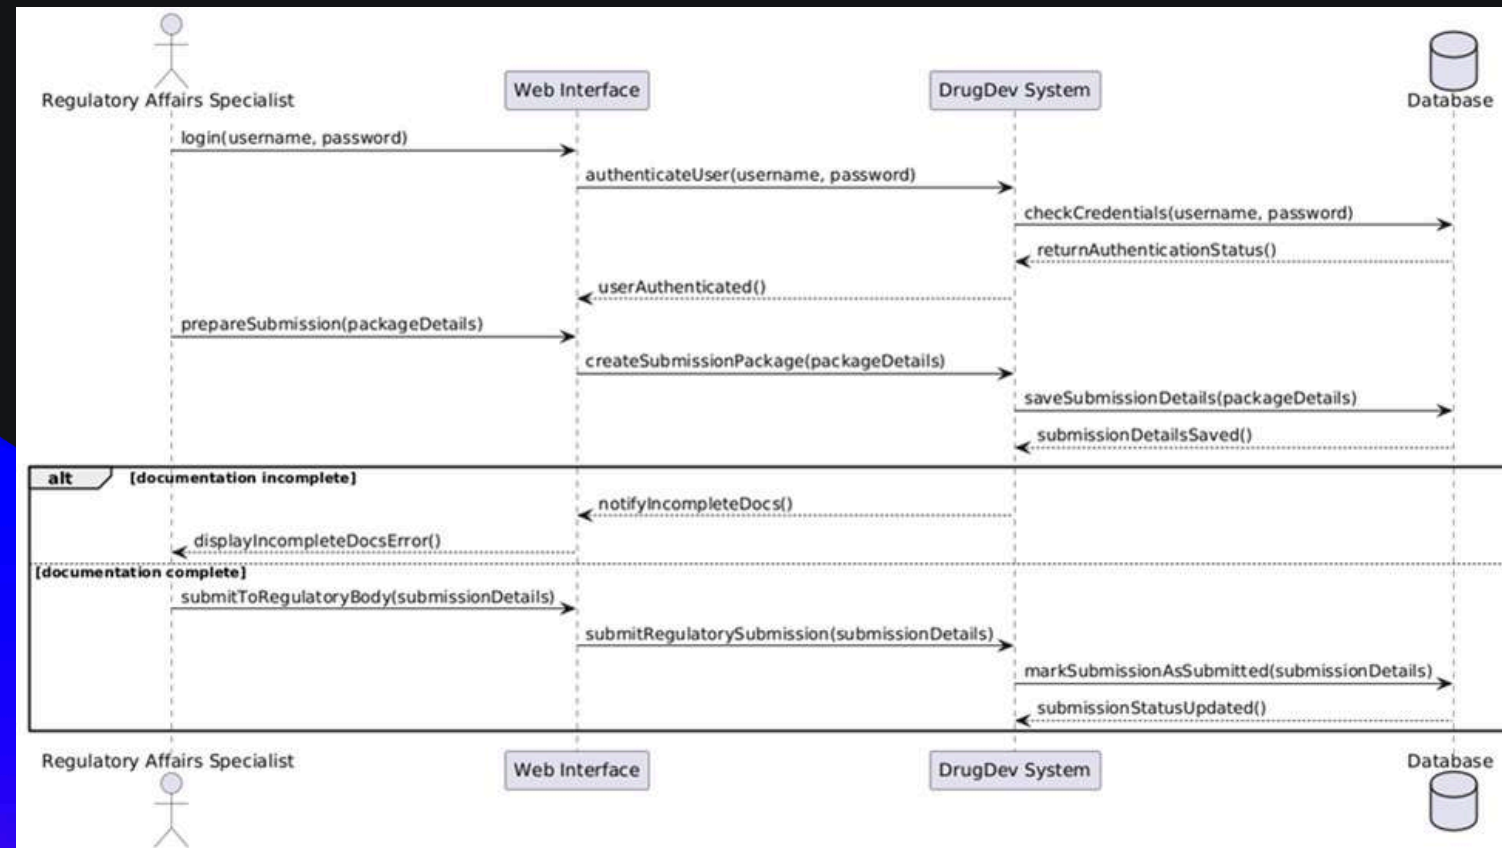 Regulatory Affairs Specialist
Web Interface
DrugDev System
Database
login(username, password)
authenticateUser(username, password)
checkCredentials(username, password)
returnAuthenticationStatus()
userAuthenticated()
prepareSubmission(packageDetails)
createSubmissionPackage(packageDetails)
saveSubmissionDetails(packageDetails)
submissionDetailsSaved()
alt [documentation incomplete]
notifyIncompleteDocs()
displayIncompleteDocsError()
[documentation complete]
submitToRegulatoryBody(submissionDetails)
submitRegulatorySubmission(submissionDetails)
markSubmissionAsSubmitted(submissionDetails)
submissionStatusUpdated()
Regulatory Affairs Specialist
Web Interface
DrugDev System
Database